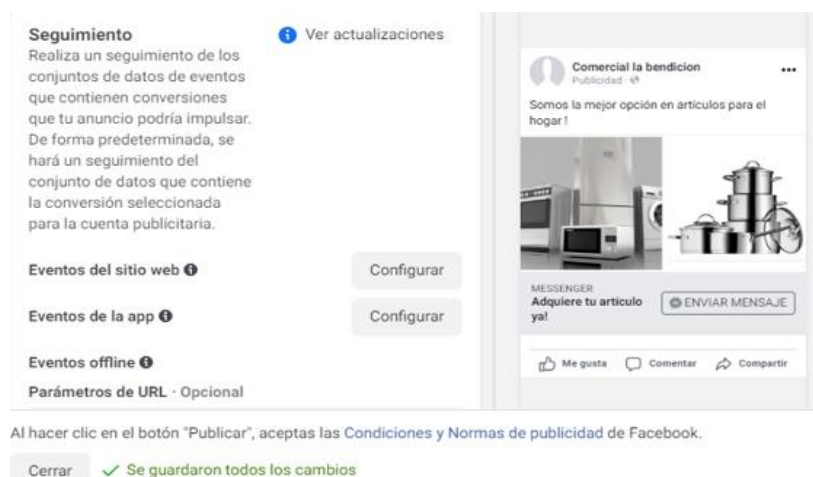 Seguimiento
Ver actualizaciones
Realiza un seguimiento de los
conjuntos de datos de eventos
que contienen conversiones
que tu anuncio podría impulsar.
De forma predeterminada, se
hará un seguimiento del
conjunto de datos que contiene
la conversión seleccionada
para la cuenta publicitaria.
Eventos del sitio web
Configurar
Eventos de la app
Configurar
Eventos offline
Parámetros de URL · Opcional
Comercial la bendicion
Publicidad ·
Somos la mejor opción en artículos para el
hogar !
MESSENGER
Adquiere tu artículo
ya!
ENVIAR MENSAJE
Me gusta
Comentar
Compartir
Al hacer clic en el botón "Publicar", aceptas las Condiciones y Normas de publicidad de Facebook.
Cerrar
Se guardaron todos los cambios